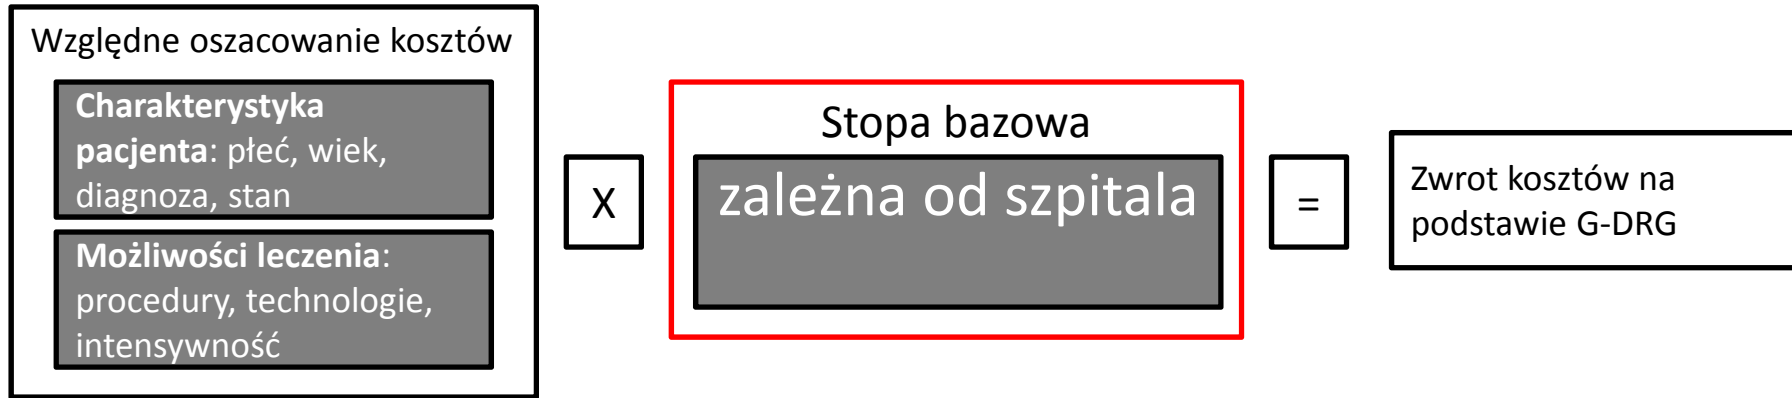 Względne oszacowanie kosztów
Charakterystyka
pacjenta: płeć, wiek,
diagnoza, stan
Możliwości leczenia:
procedury, technologie,
intensywność
X
Stopa bazowa
zależna od szpitala
=
Zwrot kosztów na
podstawie G-DRG